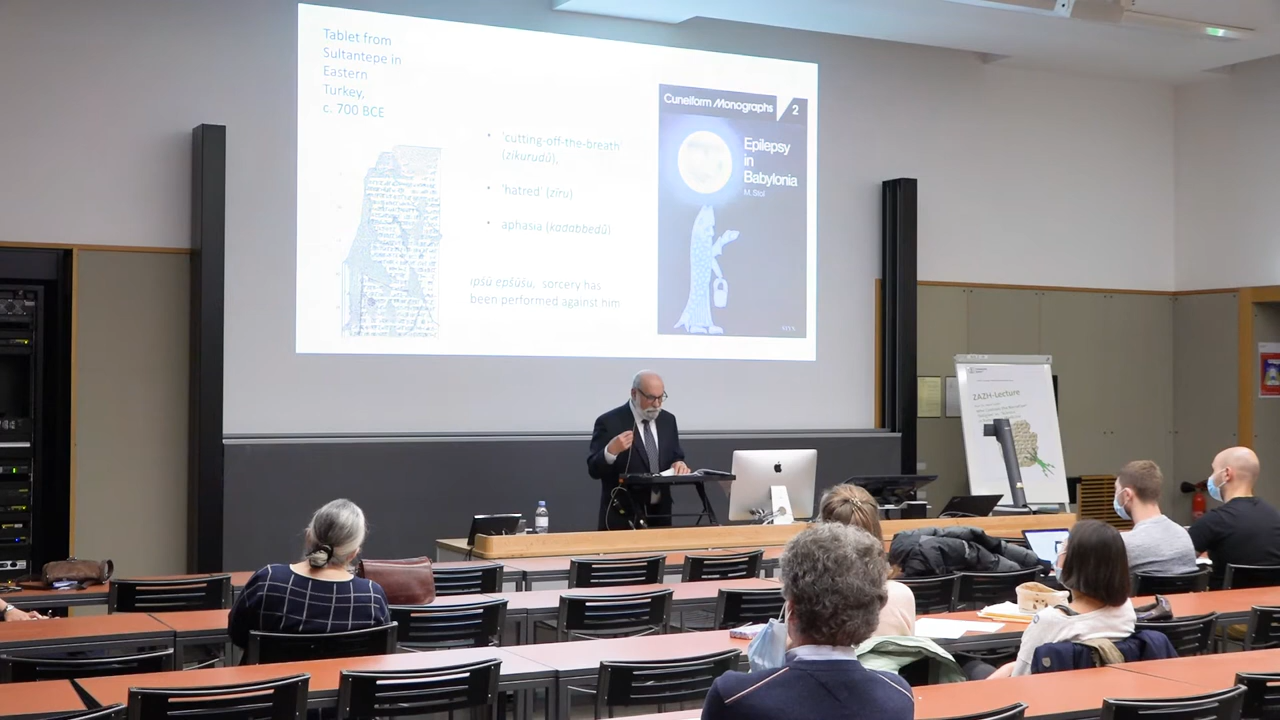 Tablet from
Sultantepe in
Eastern
Turkey,
c. 700 BCE
• 'cutting-off-the-breath'
(zikurudû),
• 'hatred' (zīru)
• aphasia (kadabbedû)
ipšū epšūšu, sorcery has
been performed against him
Cuneiform Monographs 2
Epilepsy
in
Babylonia
M. Stol
ZAZH-Lecture